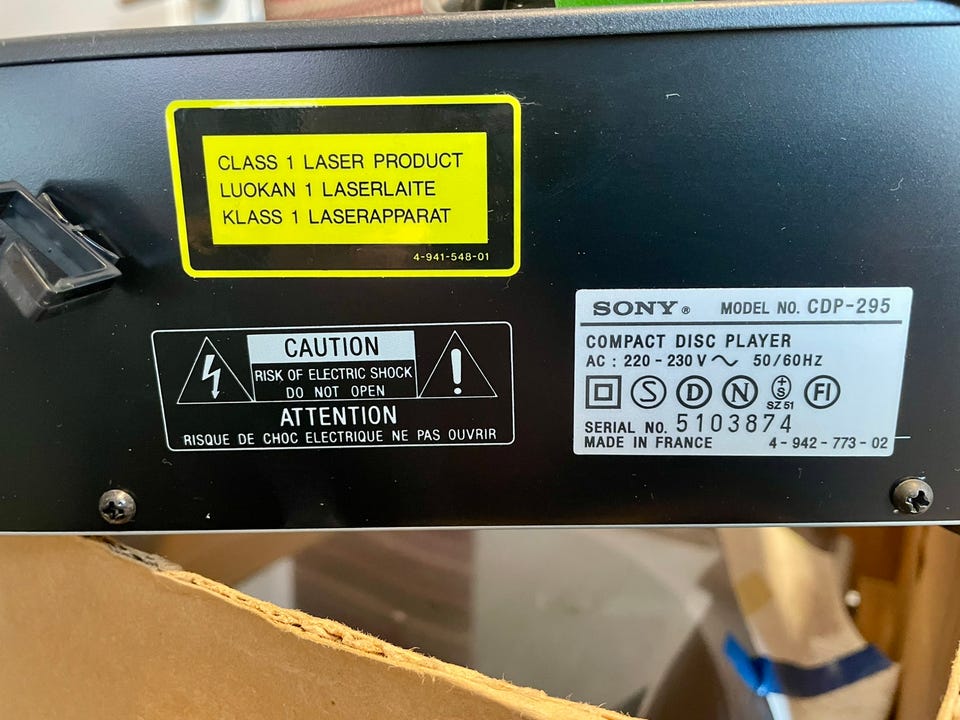 CLASS 1 LASER PRODUCT
LUOKAN 1 LASERLAITE
KLASS 1 LASERAPPARAT
4-941-548-01
CAUTION
RISK OF ELECTRIC SHOCK
DO NOT OPEN
ATTENTION
RISQUE DE CHOC ELECTRIQUE NE PAS OUVRIR
SONY® MODEL NO. CDP-295
COMPACT DISC PLAYER
AC : 220 - 230 V ~ 50/60HZ
S D N +S FI
SZ 51
SERIAL NO. 5103874
MADE IN FRANCE 4-942-773-02